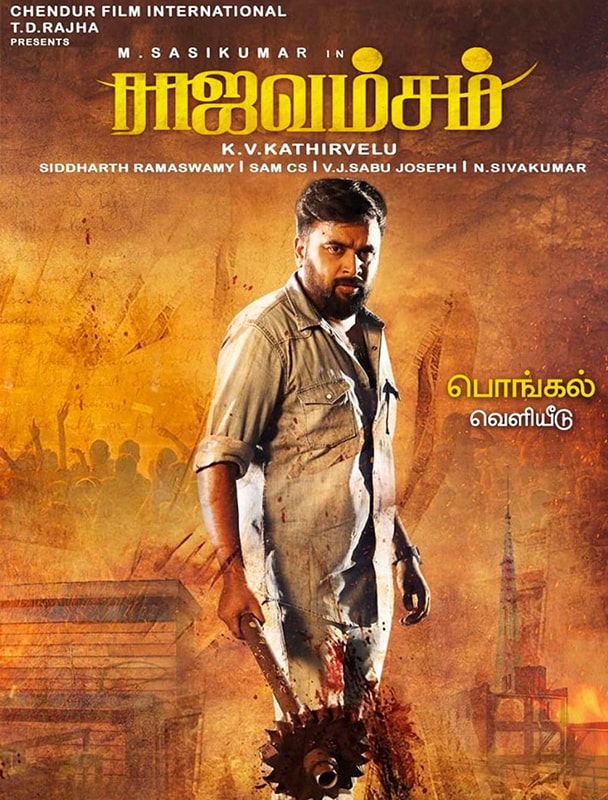 CHENDUR FILM INTERNATIONAL
T.D.RAJHA
PRESENTS
M.SASIKUMAR IN
ராஜவம்சம்
K.V.KATHIRVELU
SIDDHARTH RAMASWAMY I SAM CS I V.J.SABU JOSEPH I N.SIVAKUMAR
பொங்கல்
வெளியீடு